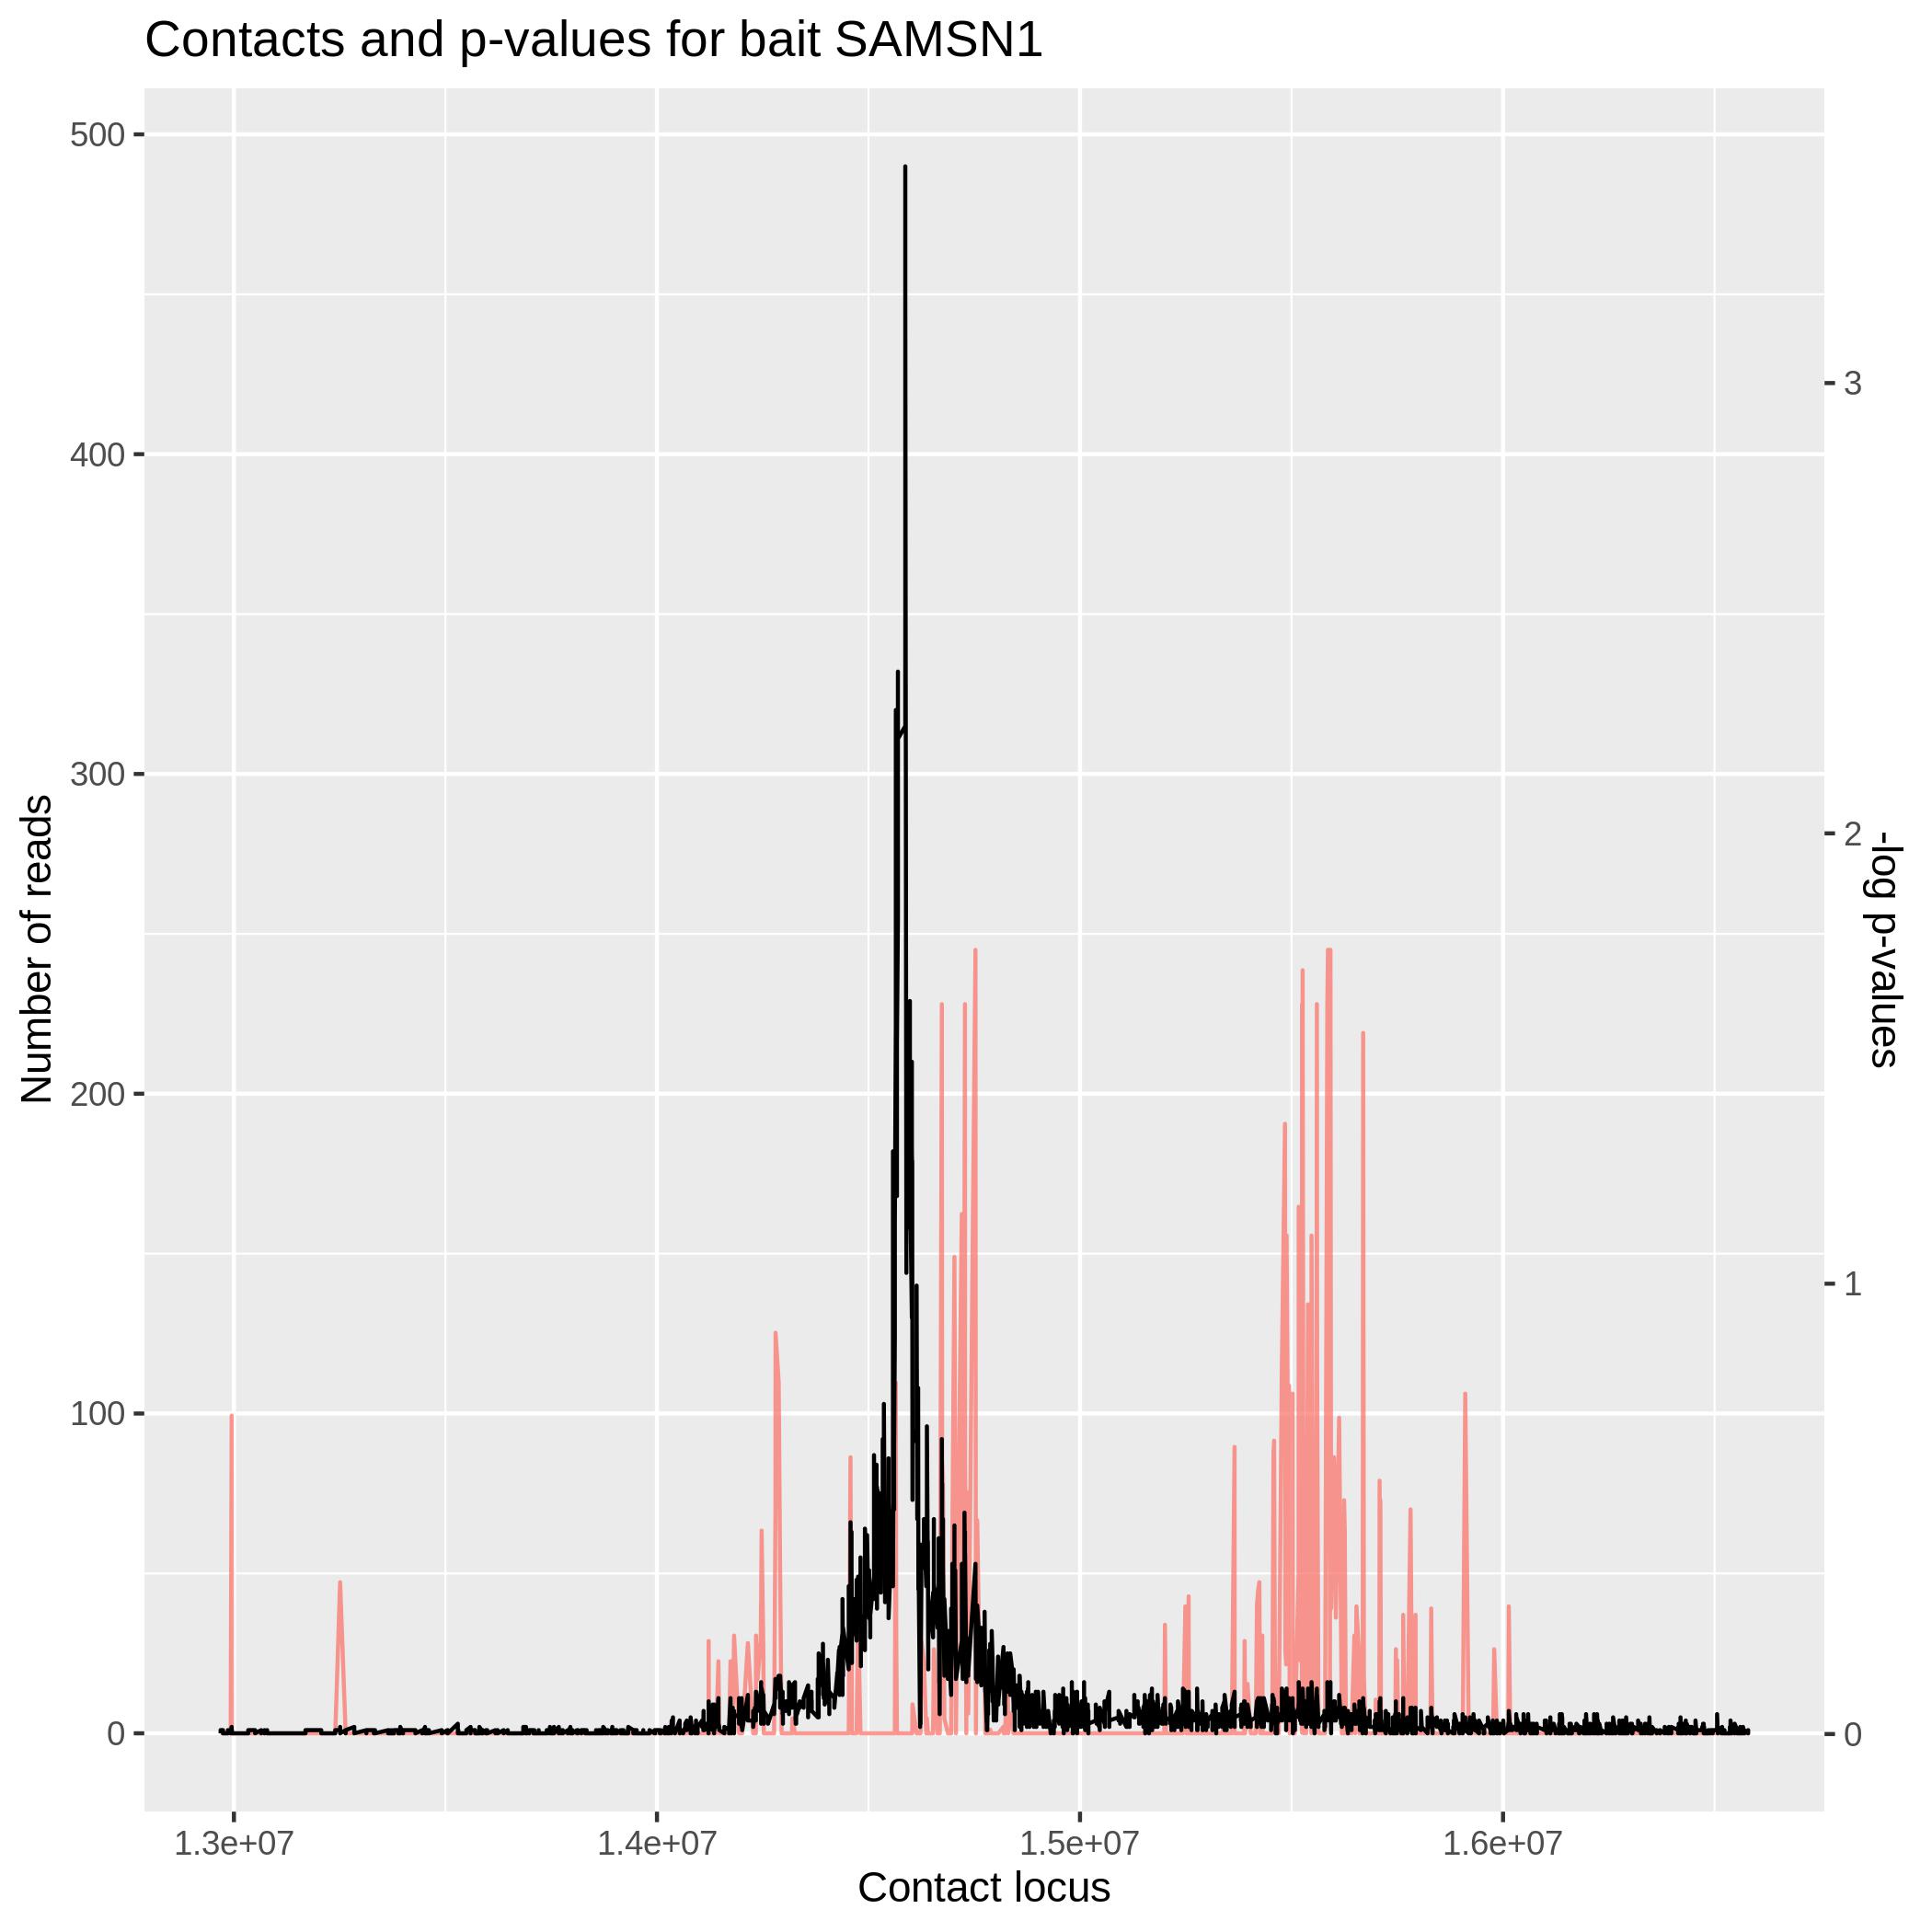 Contacts and p-values for bait SAMSN1
500
400
300
200
100
0
Number of reads
3
2
1
0
-log p-values
1.3e+07
1.4e+07
1.5e+07
1.6e+07
Contact locus